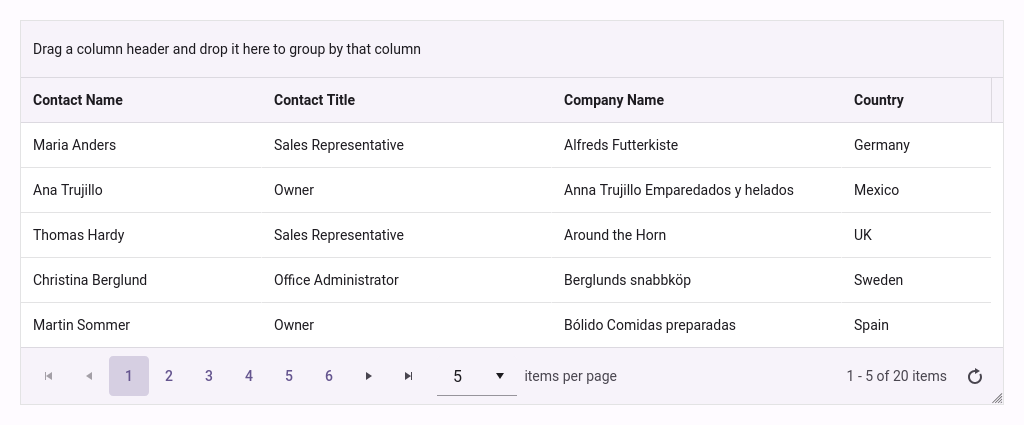 Drag a column header and drop it here to group by that column
Contact Name Contact Title Company Name Country
Maria Anders Sales Representative Alfreds Futterkiste Germany
Ana Trujillo Owner Anna Trujillo Emparedados y helados Mexico
Thomas Hardy Sales Representative Around the Horn UK
Christina Berglund Office Administrator Berglunds snabbköp Sweden
Martin Sommer Owner Bólido Comidas preparadas Spain
1 2 3 4 5 6 5 items per page 1 - 5 of 20 items